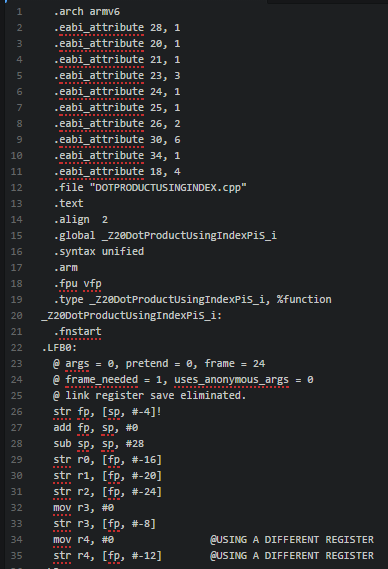 1 .arch armv6
2 .eabi_attribute 28, 1
3 .eabi_attribute 20, 1
4 .eabi_attribute 21, 1
5 .eabi_attribute 23, 3
6 .eabi_attribute 24, 1
7 .eabi_attribute 25, 1
8 .eabi_attribute 26, 2
9 .eabi_attribute 30, 6
10 .eabi_attribute 34, 1
11 .eabi_attribute 18, 4
12 .file "DOTPRODUCTUSINGINDEX.cpp"
13 .text
14 .align 2
15 .global _Z20DotProductUsingIndexPiS_i
16 .syntax unified
17 .arm
18 .fpu vfp
19 .type _Z20DotProductUsingIndexPiS_i, %function
20 _Z20DotProductUsingIndexPiS_i:
21 .fnstart
22 .LFB0:
23 @ args = 0, pretend = 0, frame = 24
24 @ frame_needed = 1, uses_anonymous_args = 0
25 @ link register save eliminated.
26 str fp, [sp, #-4]!
27 add fp, sp, #0
28 sub sp, sp, #28
29 str r0, [fp, #-16]
30 str r1, [fp, #-20]
31 str r2, [fp, #-24]
32 mov r3, #0
33 str r3, [fp, #-8]
34 mov r4, #0 @USING A DIFFERENT REGISTER
35 str r4, [fp, #-12] @USING A DIFFERENT REGISTER